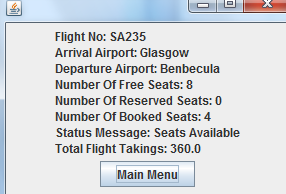 Flight No: SA235
Arrival Airport: Glasgow
Departure Airport: Benbecula
Number Of Free Seats: 8
Number Of Reserved Seats: 0
Number Of Booked Seats: 4
Status Message: Seats Available
Total Flight Takings: 360.0
Main Menu